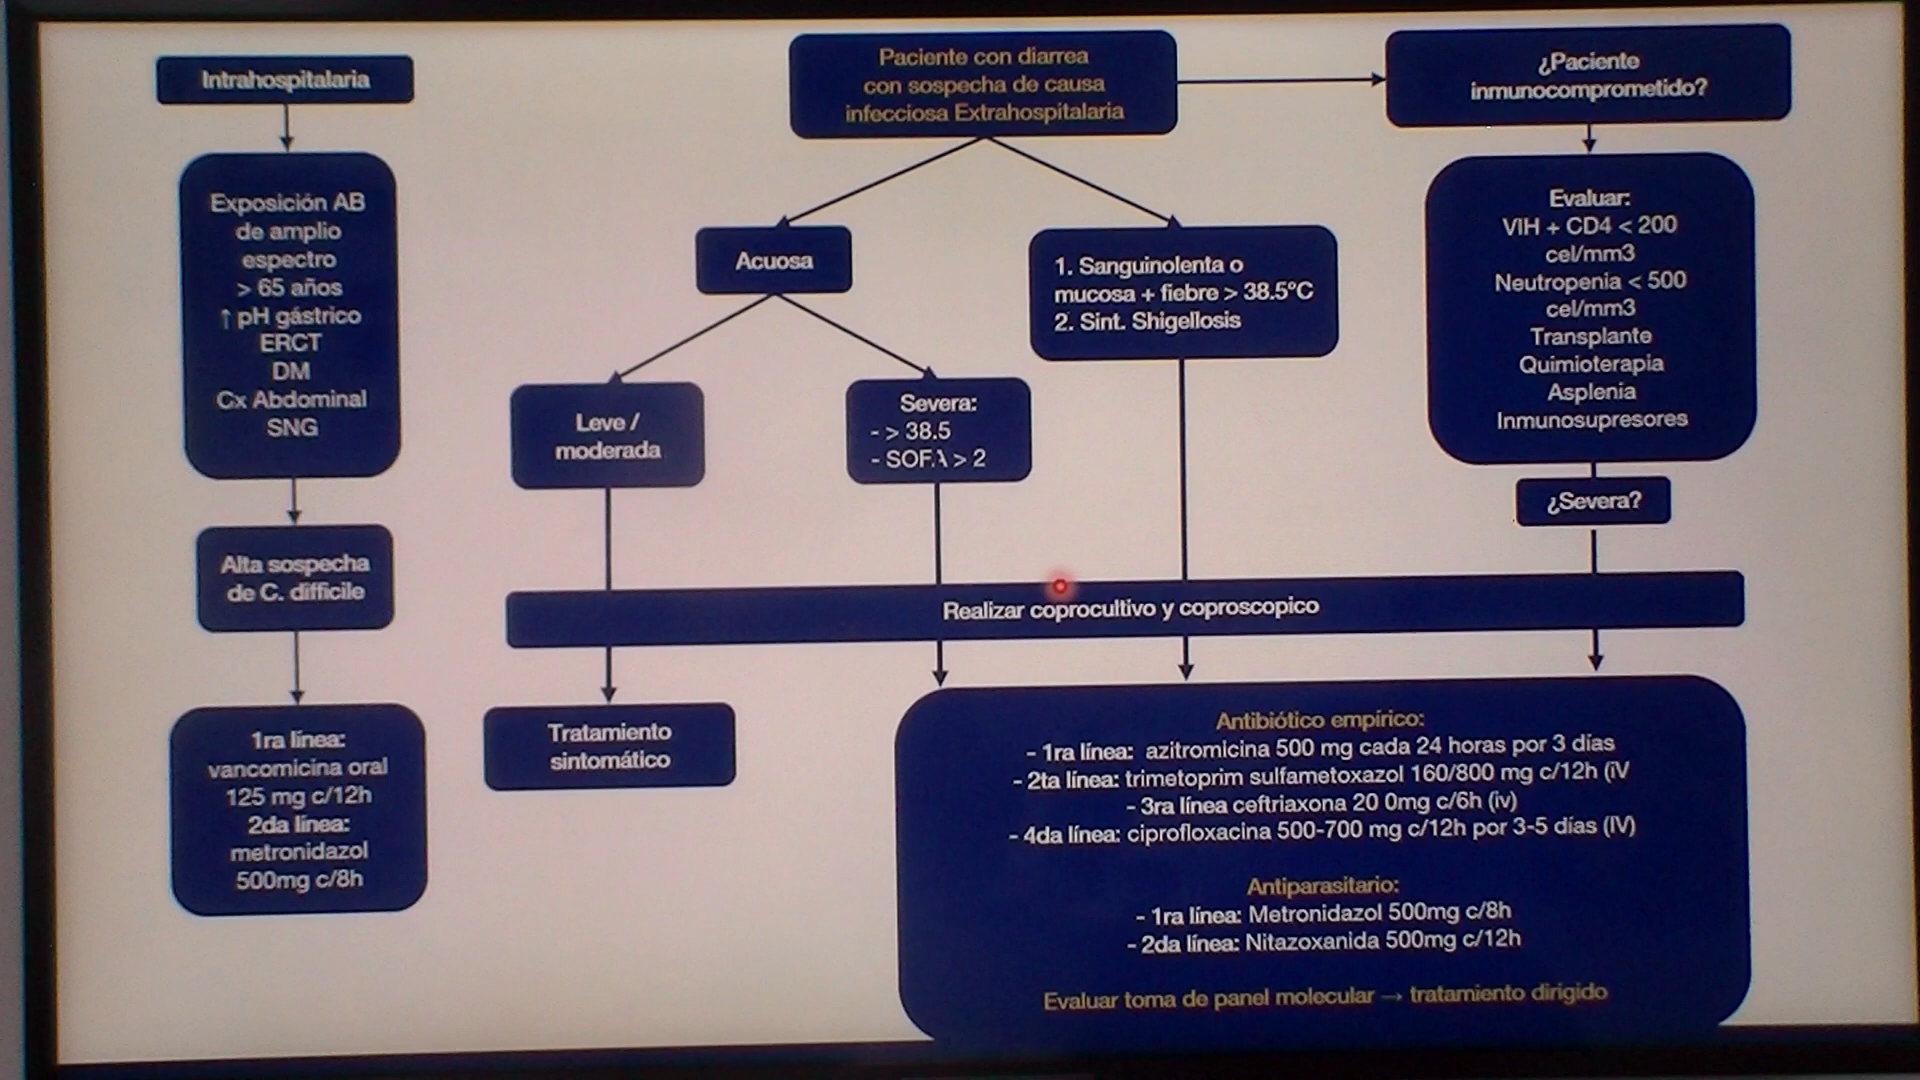 Intrahospitalaria
Exposición AB
de amplio
espectro
> 65 años
↑ pH gástrico
ERCT
DM
Cx Abdominal
SNG
Alta sospecha
de C. difficile
1ra línea:
vancomicina oral
125 mg c/12h
2da línea:
metronidazol
500mg c/8h
Paciente con diarrea
con sospecha de causa
infecciosa Extrahospitalaria
Acuosa
Leve /
moderada
Severa:
- > 38.5
- SOFA > 2
1. Sanguinolenta o
mucosa + fiebre > 38.5°C
2. Sint. Shigellosis
¿Paciente
inmunocomprometido?
Evaluar:
VIH + CD4 < 200
cel/mm3
Neutropenia < 500
cel/mm3
Transplante
Quimioterapia
Asplenia
Inmunosupresores
¿Severa?
Realizar coprocultivo y coproscopico
Tratamiento
sintomático
Antibiótico empírico:
- 1ra línea: azitromicina 500 mg cada 24 horas por 3 días
- 2ta línea: trimetoprim sulfametoxazol 160/800 mg c/12h (iV
- 3ra línea ceftriaxona 20 0mg c/6h (iv)
- 4da línea: ciprofloxacina 500-700 mg c/12h por 3-5 días (IV)
Antiparasitario:
- 1ra línea: Metronidazol 500mg c/8h
- 2da línea: Nitazoxanida 500mg c/12h
Evaluar toma de panel molecular → tratamiento dirigido